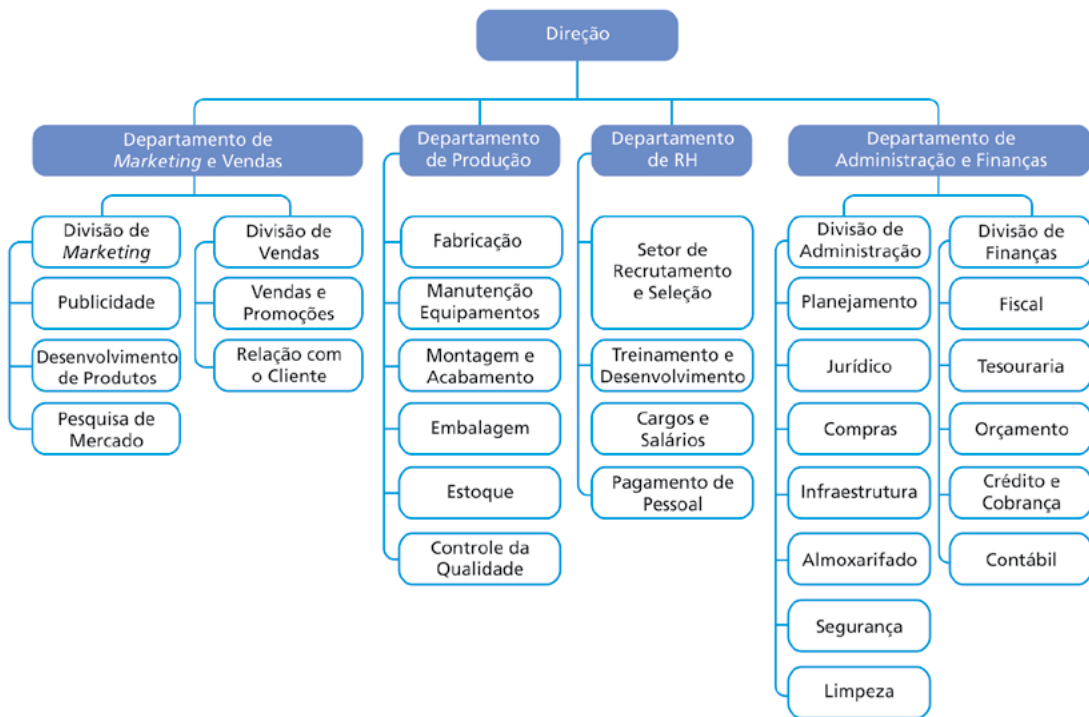 Direção
Departamento de
Marketing e Vendas
Divisão de
Marketing
Publicidade
Desenvolvimento
de Produtos
Pesquisa de
Mercado
Divisão de
Vendas
Vendas e
Promoções
Relação com
o Cliente
Departamento
de Produção
Fabricação
Manutenção
Equipamentos
Montagem e
Acabamento
Embalagem
Estoque
Controle da
Qualidade
Departamento
de RH
Setor de
Recrutamento
e Seleção
Treinamento e
Desenvolvimento
Cargos e
Salários
Pagamento de
Pessoal
Departamento de
Administração e Finanças
Divisão de
Administração
Planejamento
Jurídico
Compras
Infraestrutura
Almoxarifado
Segurança
Limpeza
Divisão de
Finanças
Fiscal
Tesouraria
Orçamento
Crédito e
Cobrança
Contábil